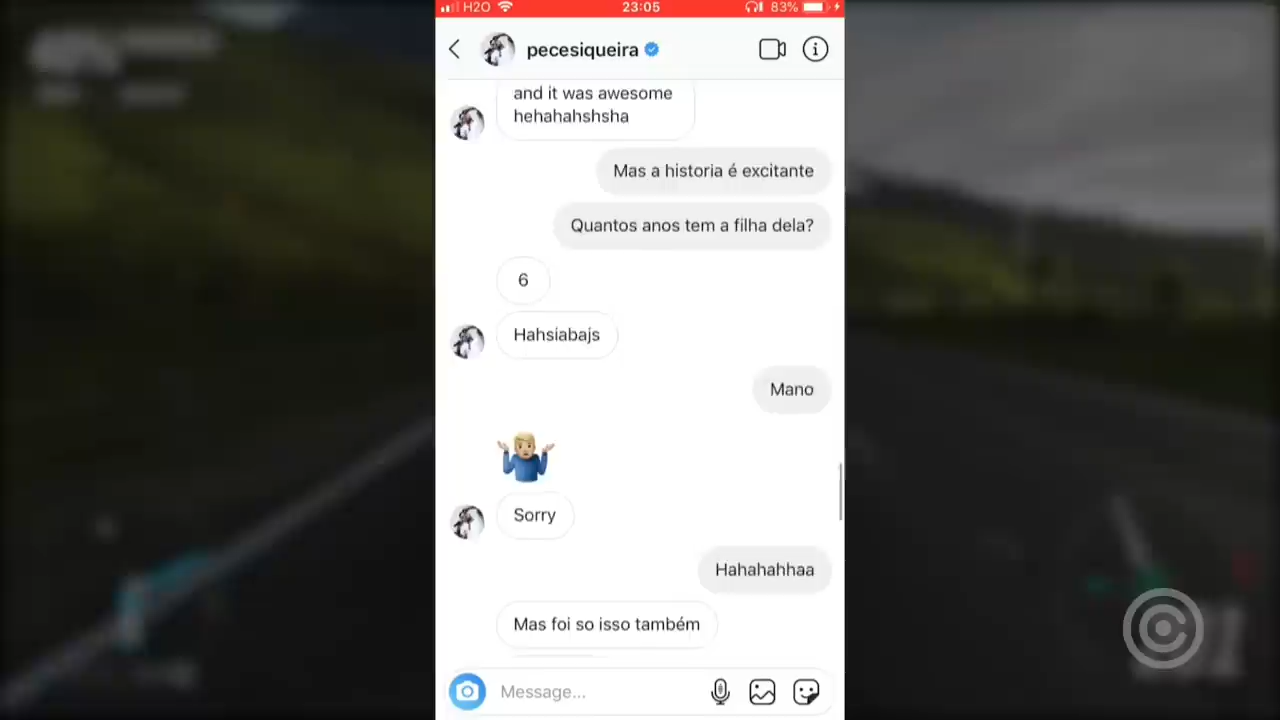 H2O
23:05
83%
pecesiqueira
and it was awesome
hehahahshsha
Mas a historia é excitante
Quantos anos tem a filha dela?
6
Hahsiabajs
Mano
Sorry
Hahahahhaa
Mas foi so isso também
Message...